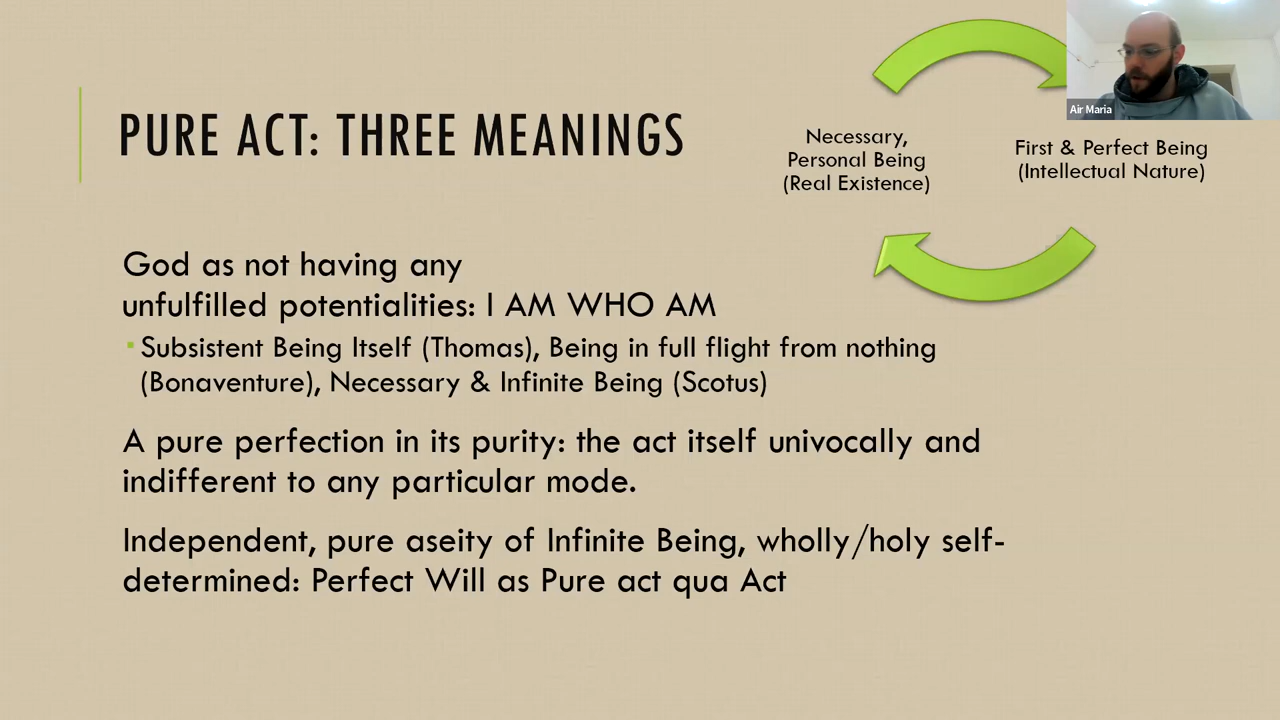 Air Maria
PURE ACT: THREE MEANINGS
Necessary,
Personal Being
(Real Existence)
First & Perfect Being
(Intellectual Nature)
God as not having any
unfulfilled potentialities: I AM WHO AM
Subsistent Being Itself (Thomas), Being in full flight from nothing
(Bonaventure), Necessary & Infinite Being (Scotus)
A pure perfection in its purity: the act itself univocally and
indifferent to any particular mode.
Independent, pure aseity of Infinite Being, wholly/holy self-
determined: Perfect Will as Pure act qua Act